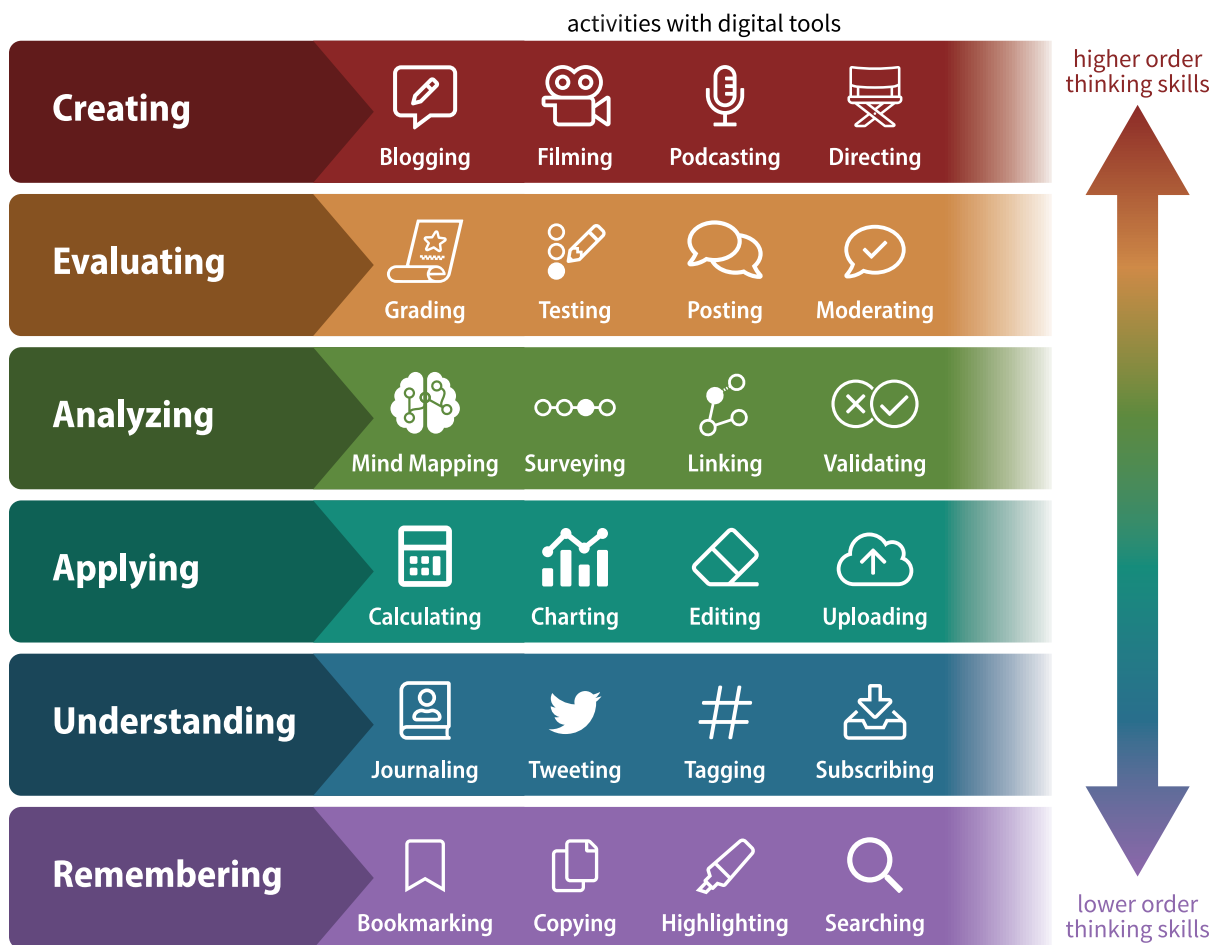 activities with digital tools
higher order
thinking skills
Creating
Blogging
Filming
Podcasting
Directing
Evaluating
Grading
Testing
Posting
Moderating
Analyzing
Mind Mapping
Surveying
Linking
Validating
Applying
Calculating
Charting
Editing
Uploading
Understanding
Journaling
Tweeting
Tagging
Subscribing
Remembering
Bookmarking
Copying
Highlighting
Searching
lower order
thinking skills